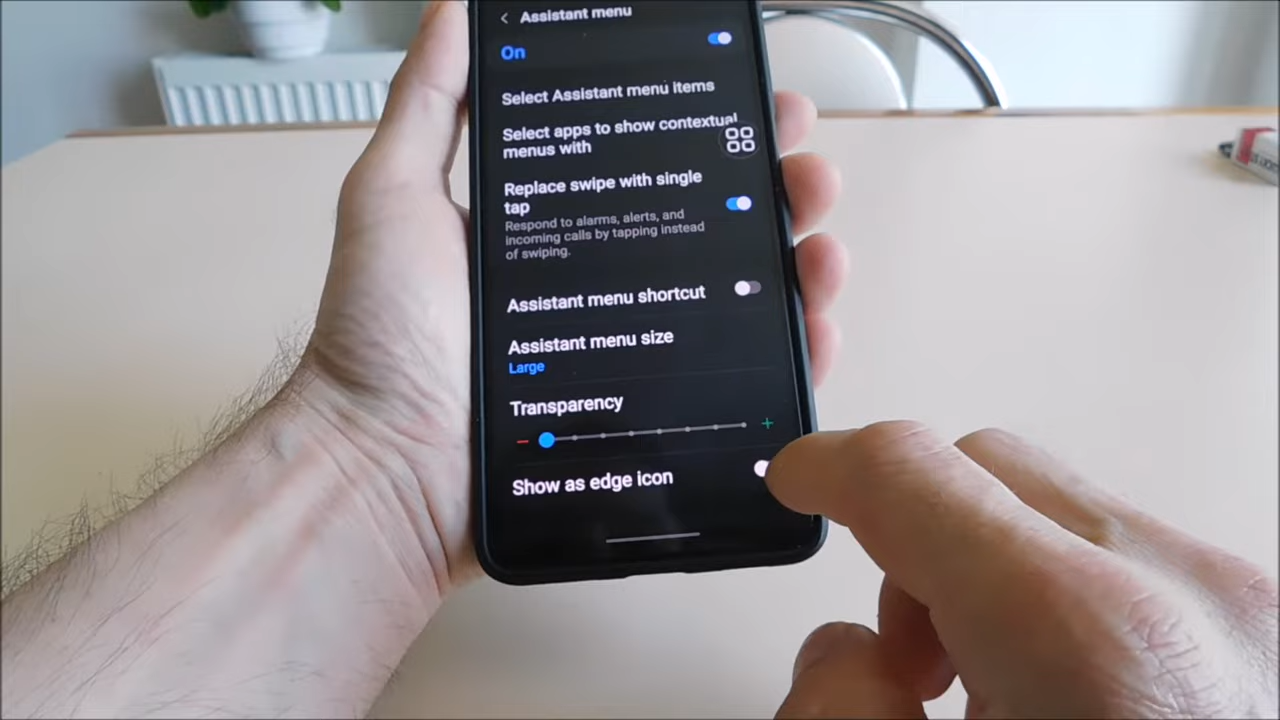 Assistant menu
On
Select Assistant menu items
Select apps to show contextual
menus with
Replace swipe with single
tap
Respond to alarms, alerts, and
incoming calls by tapping instead
of swiping.
Assistant menu shortcut
Assistant menu size
Large
Transparency
Show as edge icon